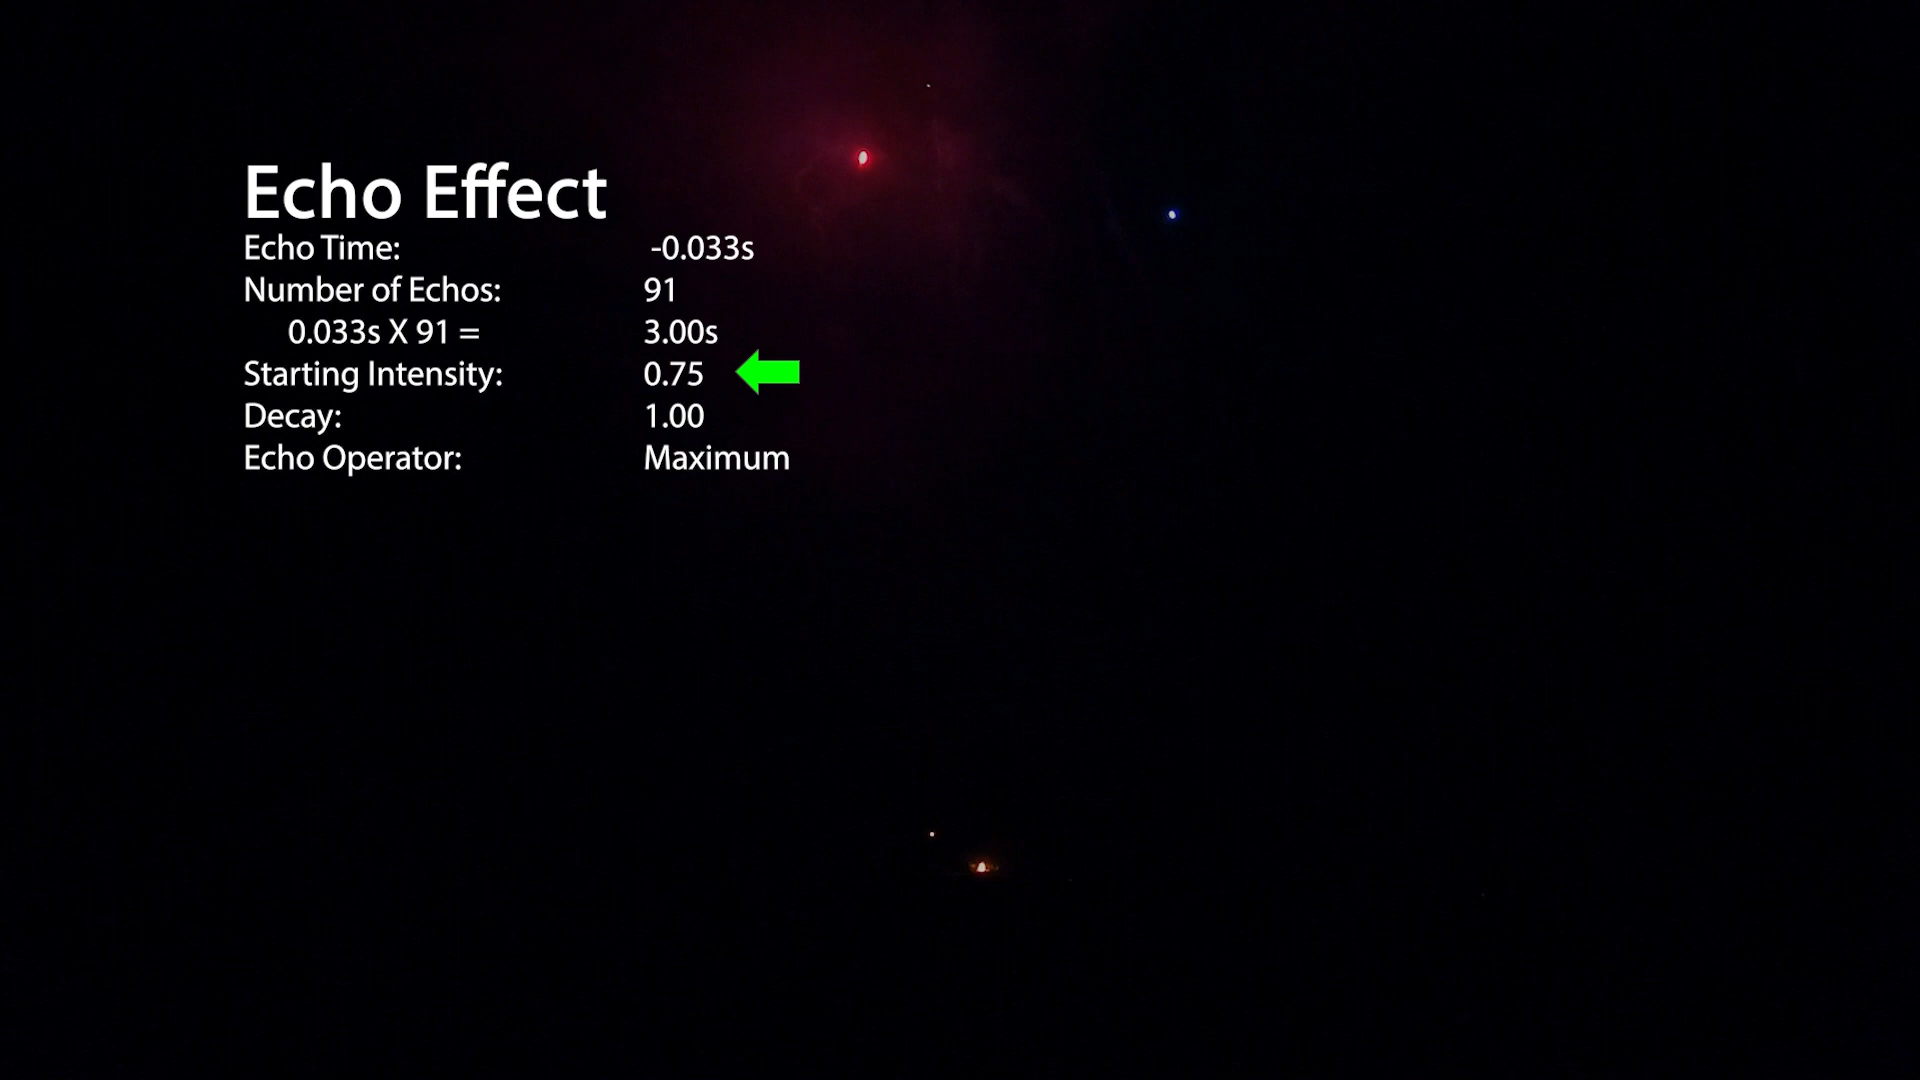 Echo Effect
Echo Time: -0.033s
Number of Echos: 91
0.033s X 91 = 3.00s
Starting Intensity: 0.75
Decay: 1.00
Echo Operator: Maximum